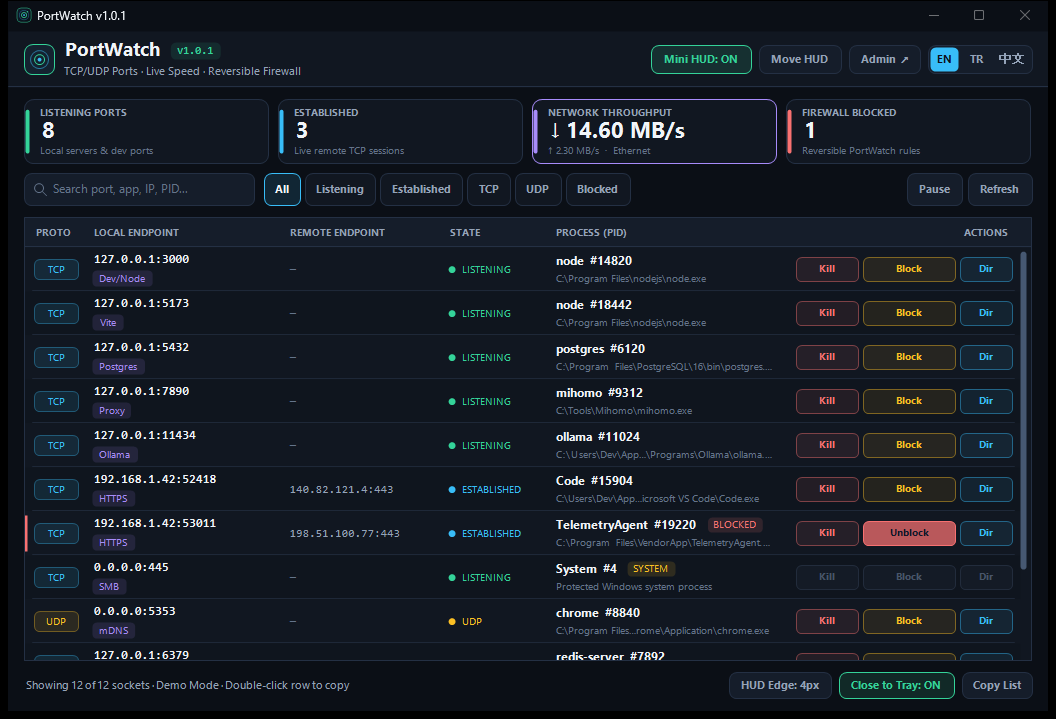 PortWatch v1.0.1
PortWatch v1.0.1
TCP/UDP Ports · Live Speed · Reversible Firewall
Mini HUD: ON Move HUD Admin ↗ EN TR 中文
LISTENING PORTS
8
Local servers & dev ports
ESTABLISHED
3
Live remote TCP sessions
NETWORK THROUGHPUT
↓ 14.60 MB/s
↑ 2.30 MB/s · Ethernet
FIREWALL BLOCKED
1
Reversible PortWatch rules
Search port, app, IP, PID... All Listening Established TCP UDP Blocked Pause Refresh
PROTO LOCAL ENDPOINT REMOTE ENDPOINT STATE PROCESS (PID) ACTIONS
127.0.0.1:3000 node #14820
TCP — LISTENING Kill Block Dir
Dev/Node C:\Program Files\nodejs\node.exe
127.0.0.1:5173 node #18442
TCP — LISTENING Kill Block Dir
Vite C:\Program Files\nodejs\node.exe
127.0.0.1:5432 postgres #6120
TCP — LISTENING Kill Block Dir
Postgres C:\Program Files\PostgreSQL\16\bin\postgres....
127.0.0.1:7890 mihomo #9312
TCP — LISTENING Kill Block Dir
Proxy C:\Tools\Mihomo\mihomo.exe
127.0.0.1:11434 ollama #11024
TCP — LISTENING Kill Block Dir
Ollama C:\Users\Dev\App...\Programs\Ollama\ollama....
192.168.1.42:52418 Code #15904
TCP 140.82.121.4:443 ESTABLISHED Kill Block Dir
HTTPS C:\Users\Dev\App...icrosoft VS Code\Code.exe
192.168.1.42:53011 TelemetryAgent #19220 BLOCKED
TCP 198.51.100.77:443 ESTABLISHED Kill Unblock Dir
HTTPS C:\Program Files\VendorApp\TelemetryAgent....
0.0.0.0:445 System #4 SYSTEM
TCP — LISTENING Kill Block Dir
SMB Protected Windows system process
0.0.0.0:5353 chrome #8840
UDP — UDP Kill Block Dir
mDNS C:\Program Files...rome\Application\chrome.exe
127.0.0.1:6379 redis-server #7892
Showing 12 of 12 sockets · Demo Mode · Double-click row to copy HUD Edge: 4px Close to Tray: ON Copy List